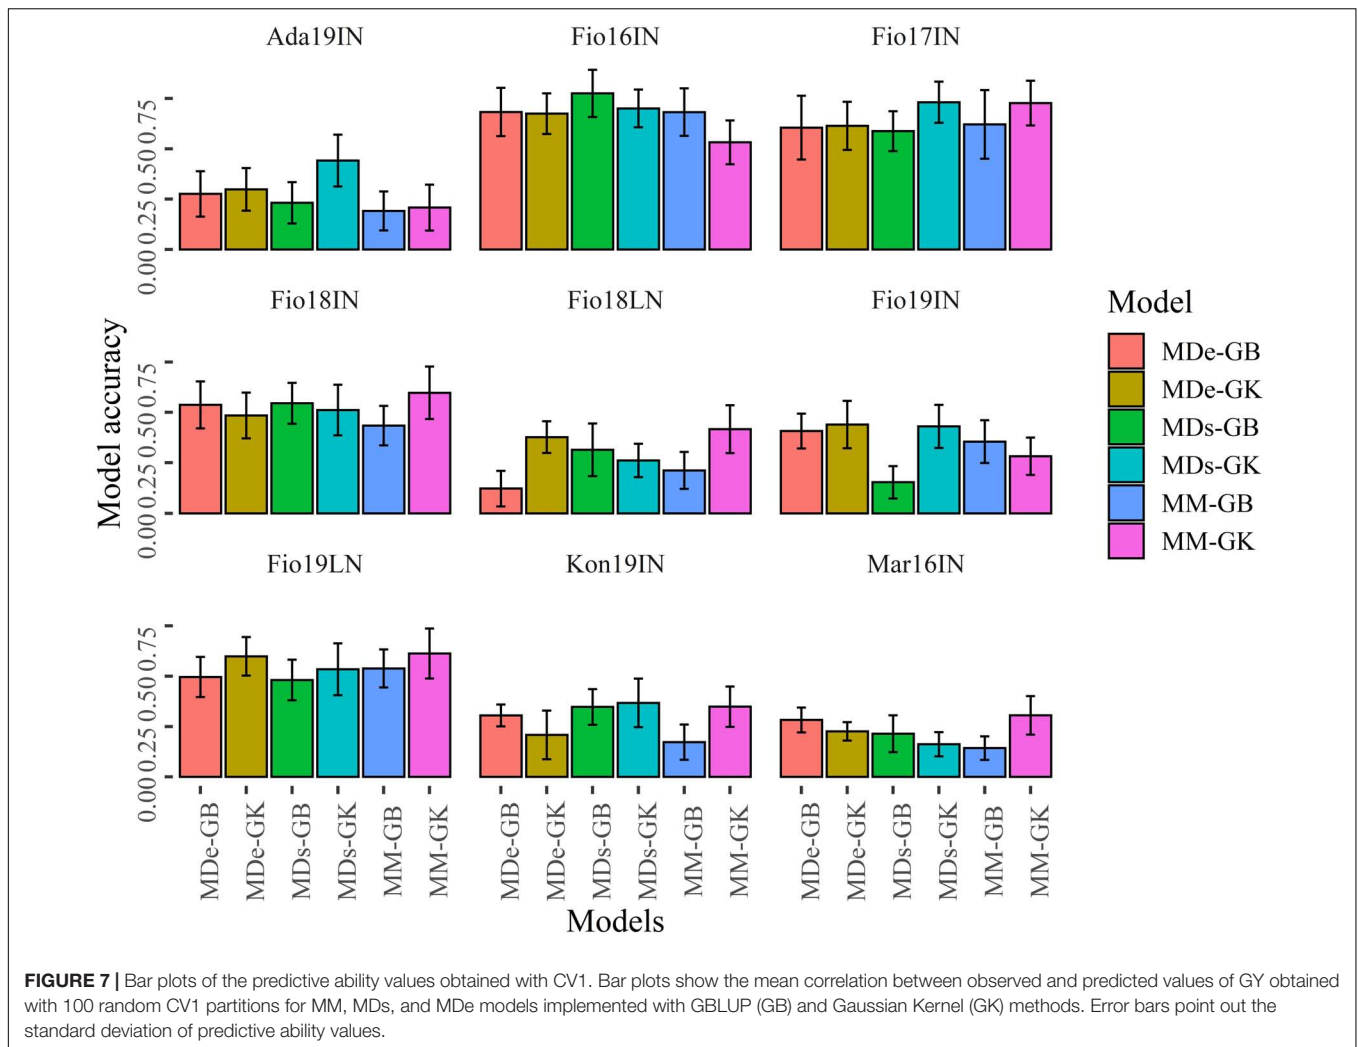 Ada19IN Fio16IN Fio17IN
0.00 0.25 0.50 0.75
Fio18IN Fio18LN Fio19IN
0.00 0.25 0.50 0.75
Model accuracy
Fio19LN Kon19IN Mar16IN
0.00 0.25 0.50 0.75
MDe-GB MDe-GK MDs-GB MDs-GK MM-GB MM-GK MDe-GB MDe-GK MDs-GB MDs-GK MM-GB MM-GK MDe-GB MDe-GK MDs-GB MDs-GK MM-GB MM-GK
Models
Model
MDe-GB
MDe-GK
MDs-GB
MDs-GK
MM-GB
MM-GK
FIGURE 7 | Bar plots of the predictive ability values obtained with CV1. Bar plots show the mean correlation between observed and predicted values of GY obtained
with 100 random CV1 partitions for MM, MDs, and MDe models implemented with GBLUP (GB) and Gaussian Kernel (GK) methods. Error bars point out the
standard deviation of predictive ability values.